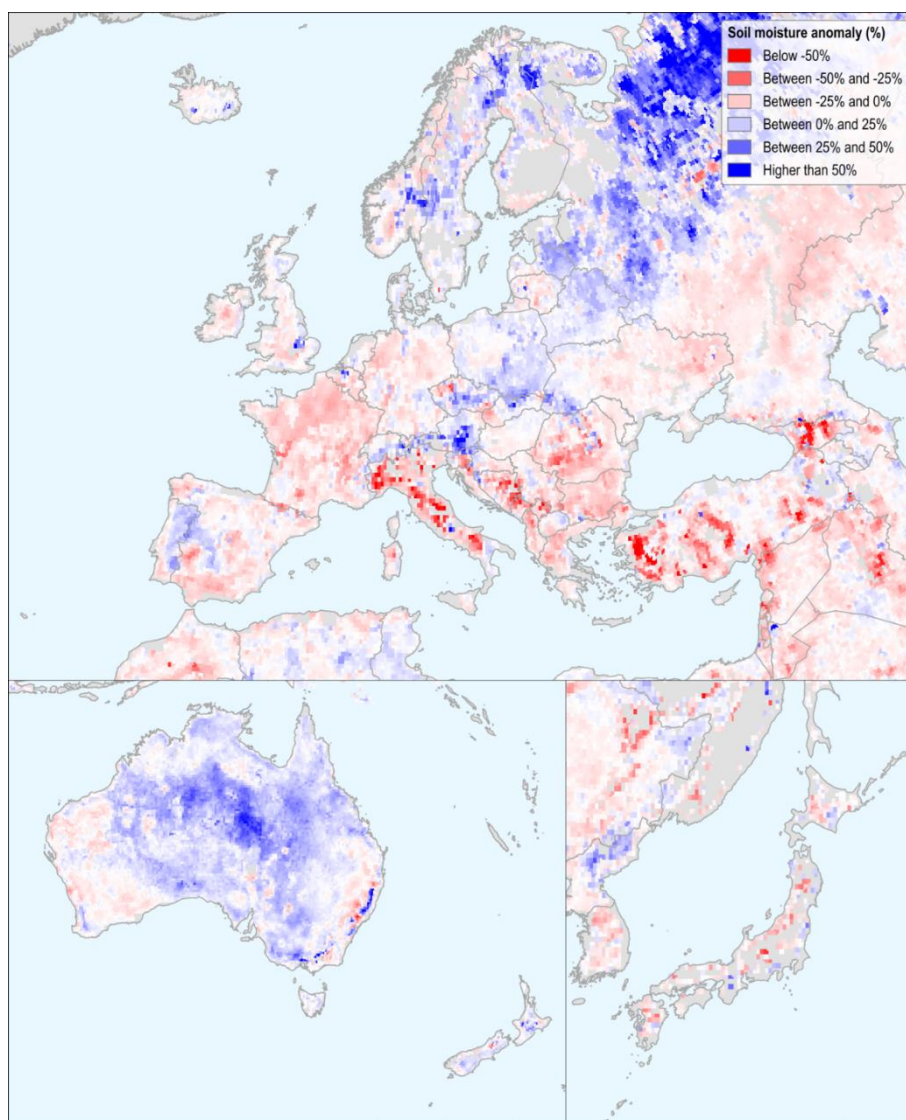 Soil moisture anomaly (%)
Below -50%
Between -50% and -25%
Between -25% and 0%
Between 0% and 25%
Between 25% and 50%
Higher than 50%